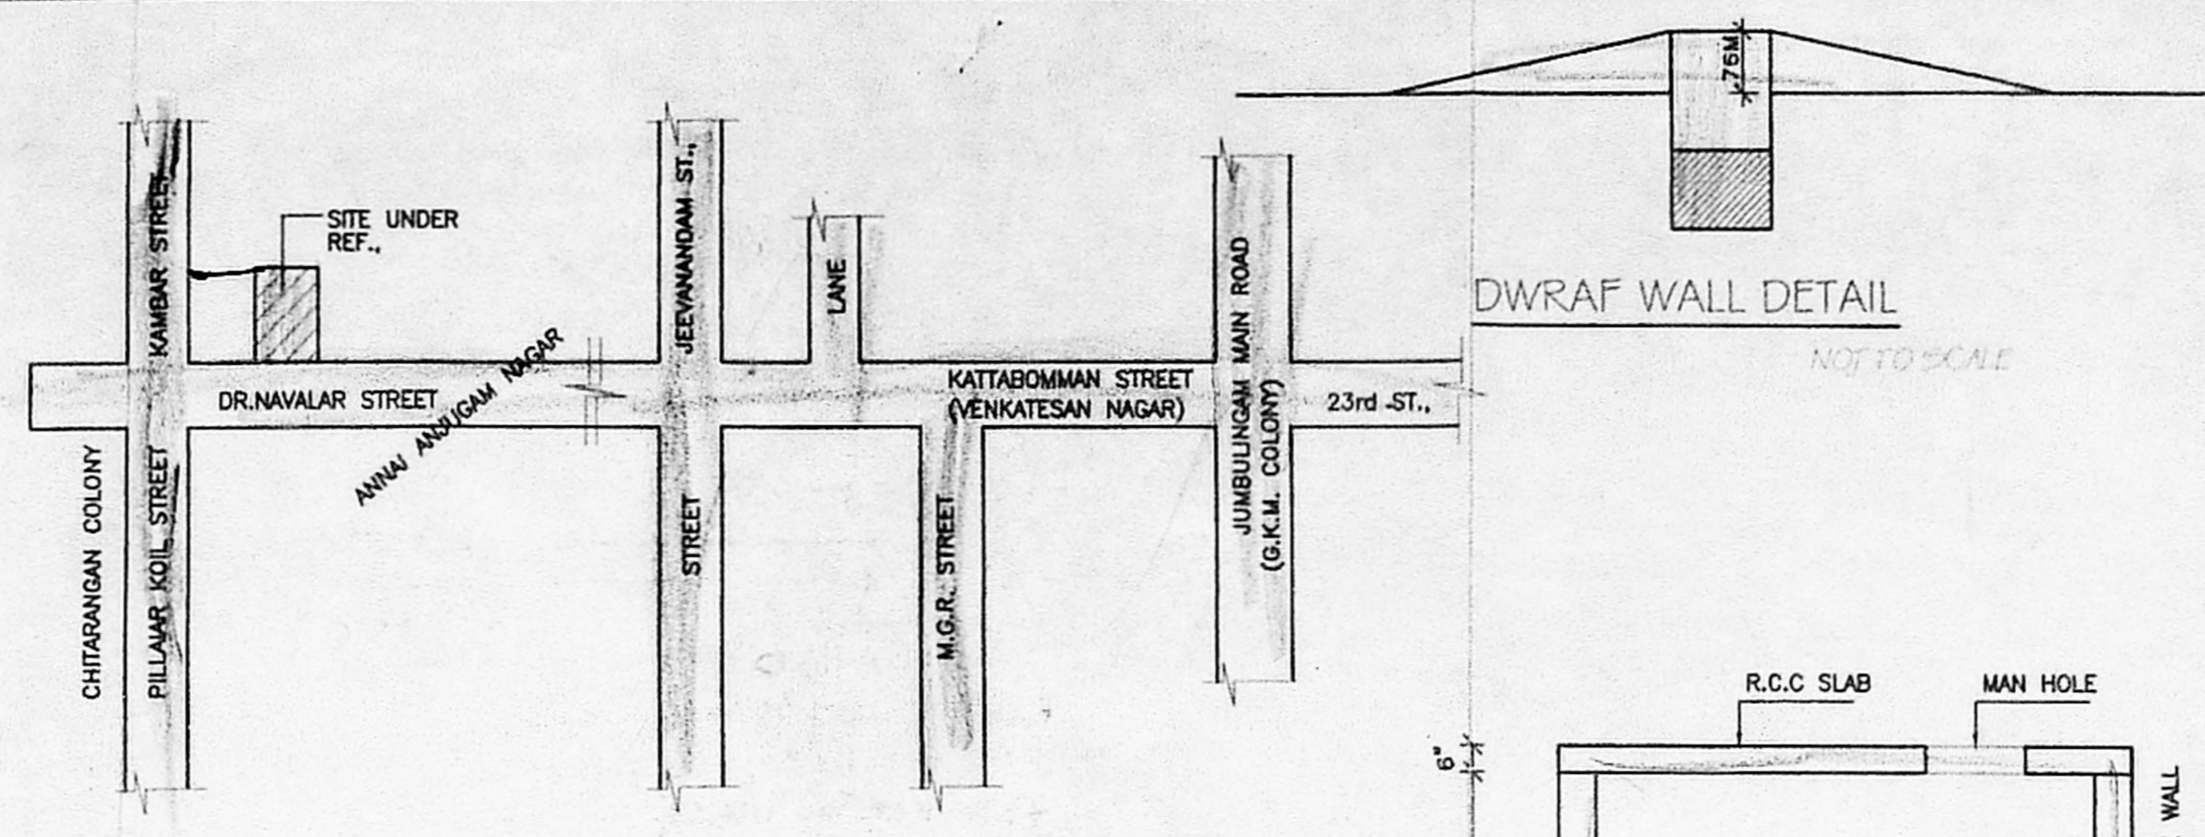 .75M
KAMBAR STREET
SITE UNDER
REF.,
JEEVANANDAM ST.,
LANE
JUMBULINGAM MAIN ROAD
(G.K.M. COLONY)
DWRAF WALL DETAIL
NOT TO SCALE
DR.NAVALAR STREET
ANNAI ANJUGAM NAGAR
KATTABOMMAN STREET
(VENKATESAN NAGAR)
23rd ST.,
CHITARANGAN COLONY
PILLAIAR KOIL STREET
STREET
M.G.R. STREET
R.C.C SLAB
MAN HOLE
6"
WALL